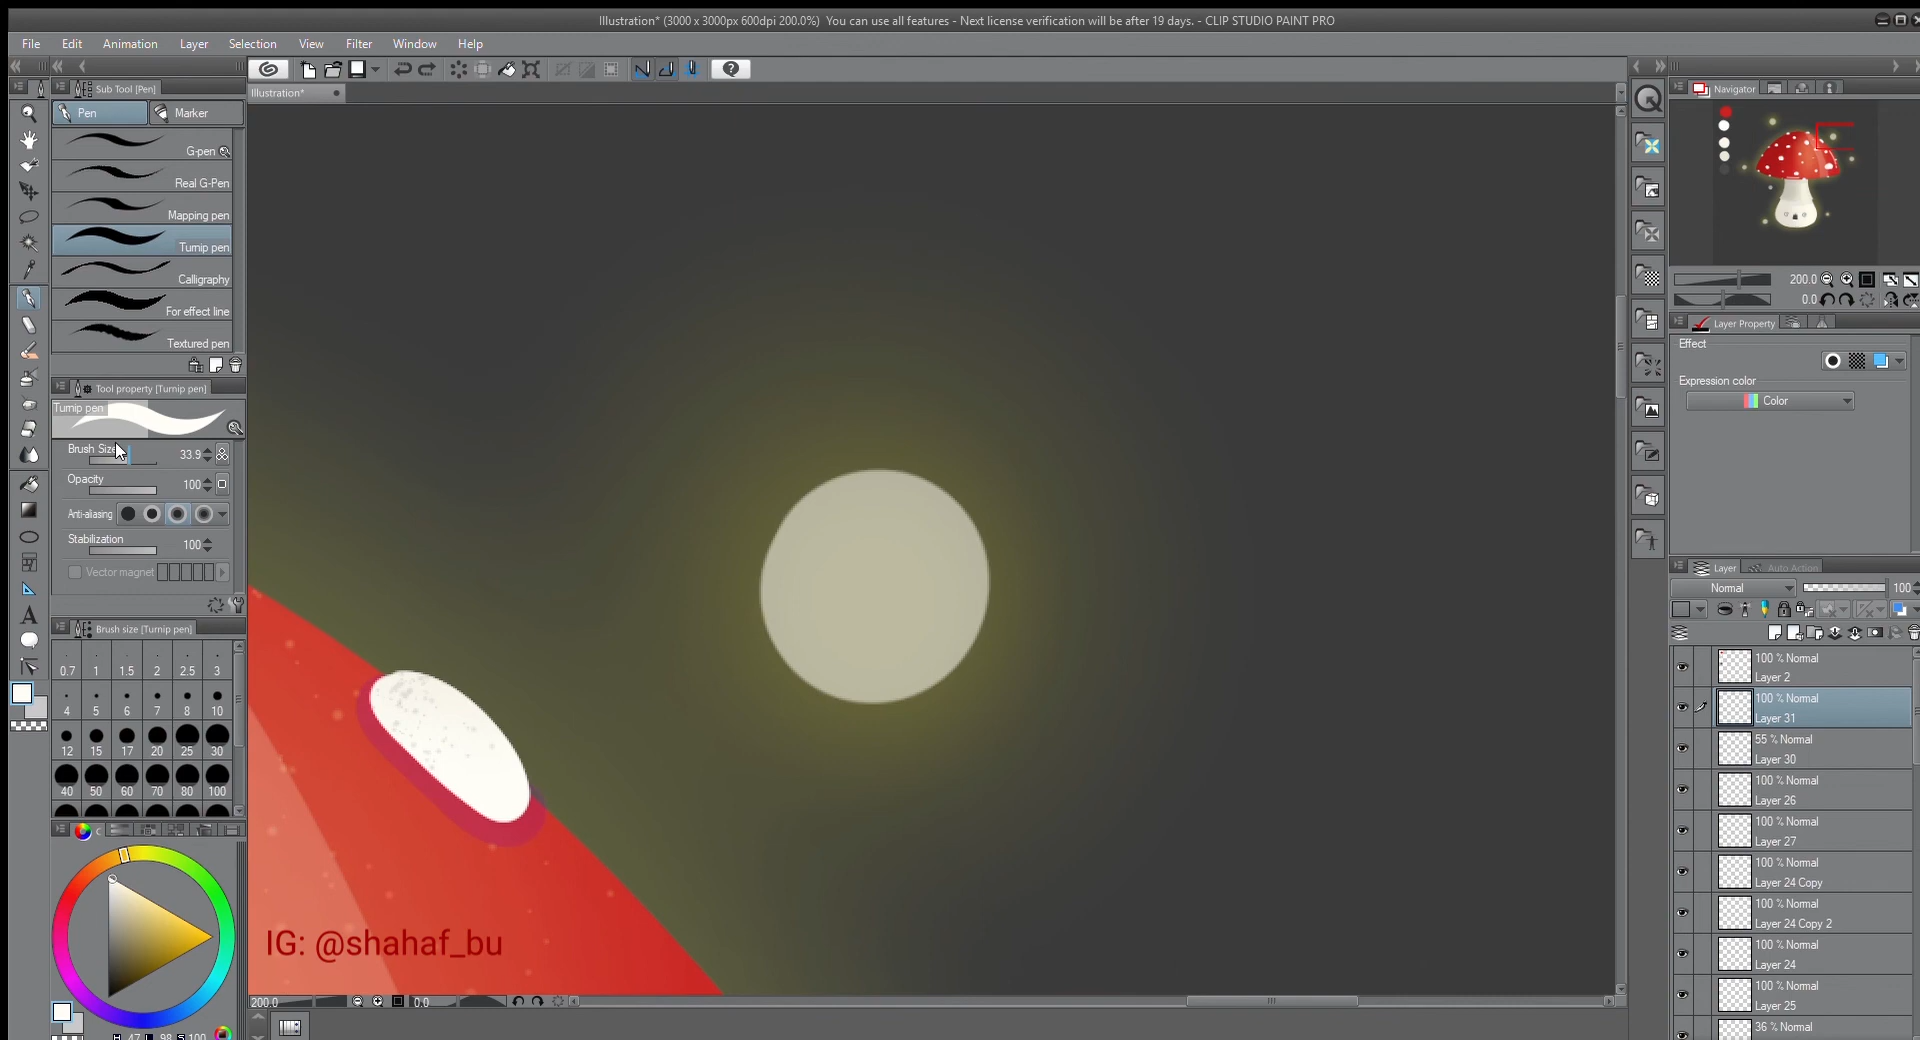 Illustration* (3000 x 3000px 600dpi 200.0%) You can use all features - Next license verification will be after 19 days. - CLIP STUDIO PAINT PRO
File Edit Animation Layer Selection View Filter Window Help
Sub Tool [Pen]
Pen Marker
G-pen
Real G-Pen
Mapping pen
Turnip pen
Calligraphy
For effect line
Textured pen
Tool property [Turnip pen]
Turnip pen
Brush Size 33.9
Opacity 100
Anti-aliasing
Stabilization 100
Vector magnet
Brush size [Turnip pen]
0.7 1 1.5 2 2.5 3
4 5 6 7 8 10
12 15 17 20 25 30
40 50 60 70 80 100
H 47 L 98 S 100
Illustration*
IG: @shahaf_bu
200.0 0.0
Navigator
200.0
0.0
Layer Property
Effect
Expression color
Color
Layer Auto Action
Normal 100
100 % Normal
Layer 2
100 % Normal
Layer 31
55 % Normal
Layer 30
100 % Normal
Layer 26
100 % Normal
Layer 27
100 % Normal
Layer 24 Copy
100 % Normal
Layer 24 Copy 2
100 % Normal
Layer 24
100 % Normal
Layer 25
36 % Normal